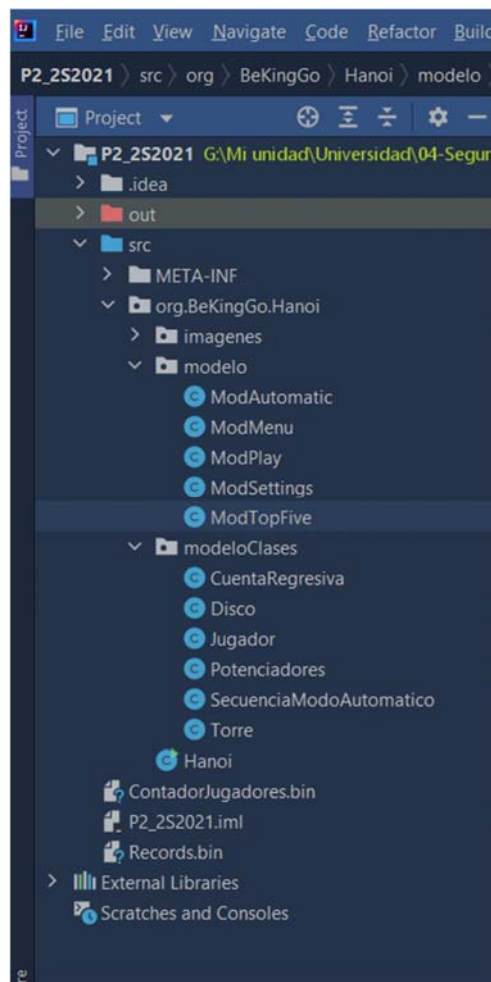 File Edit View Navigate Code Refactor Build
P2_2S2021 〉 src 〉 org 〉 BeKingGo 〉 Hanoi 〉 modelo 〉
Project
Project
P2_2S2021 G:\Mi unidad\Universidad\04-Segun
.idea
out
src
META-INF
org.BeKingGo.Hanoi
imagenes
modelo
ModAutomatic
ModMenu
ModPlay
ModSettings
ModTopFive
modeloClases
CuentaRegresiva
Disco
Jugador
Potenciadores
SecuenciaModoAutomatico
Torre
Hanoi
ContadorJugadores.bin
P2_2S2021.iml
Records.bin
External Libraries
Scratches and Consoles
re